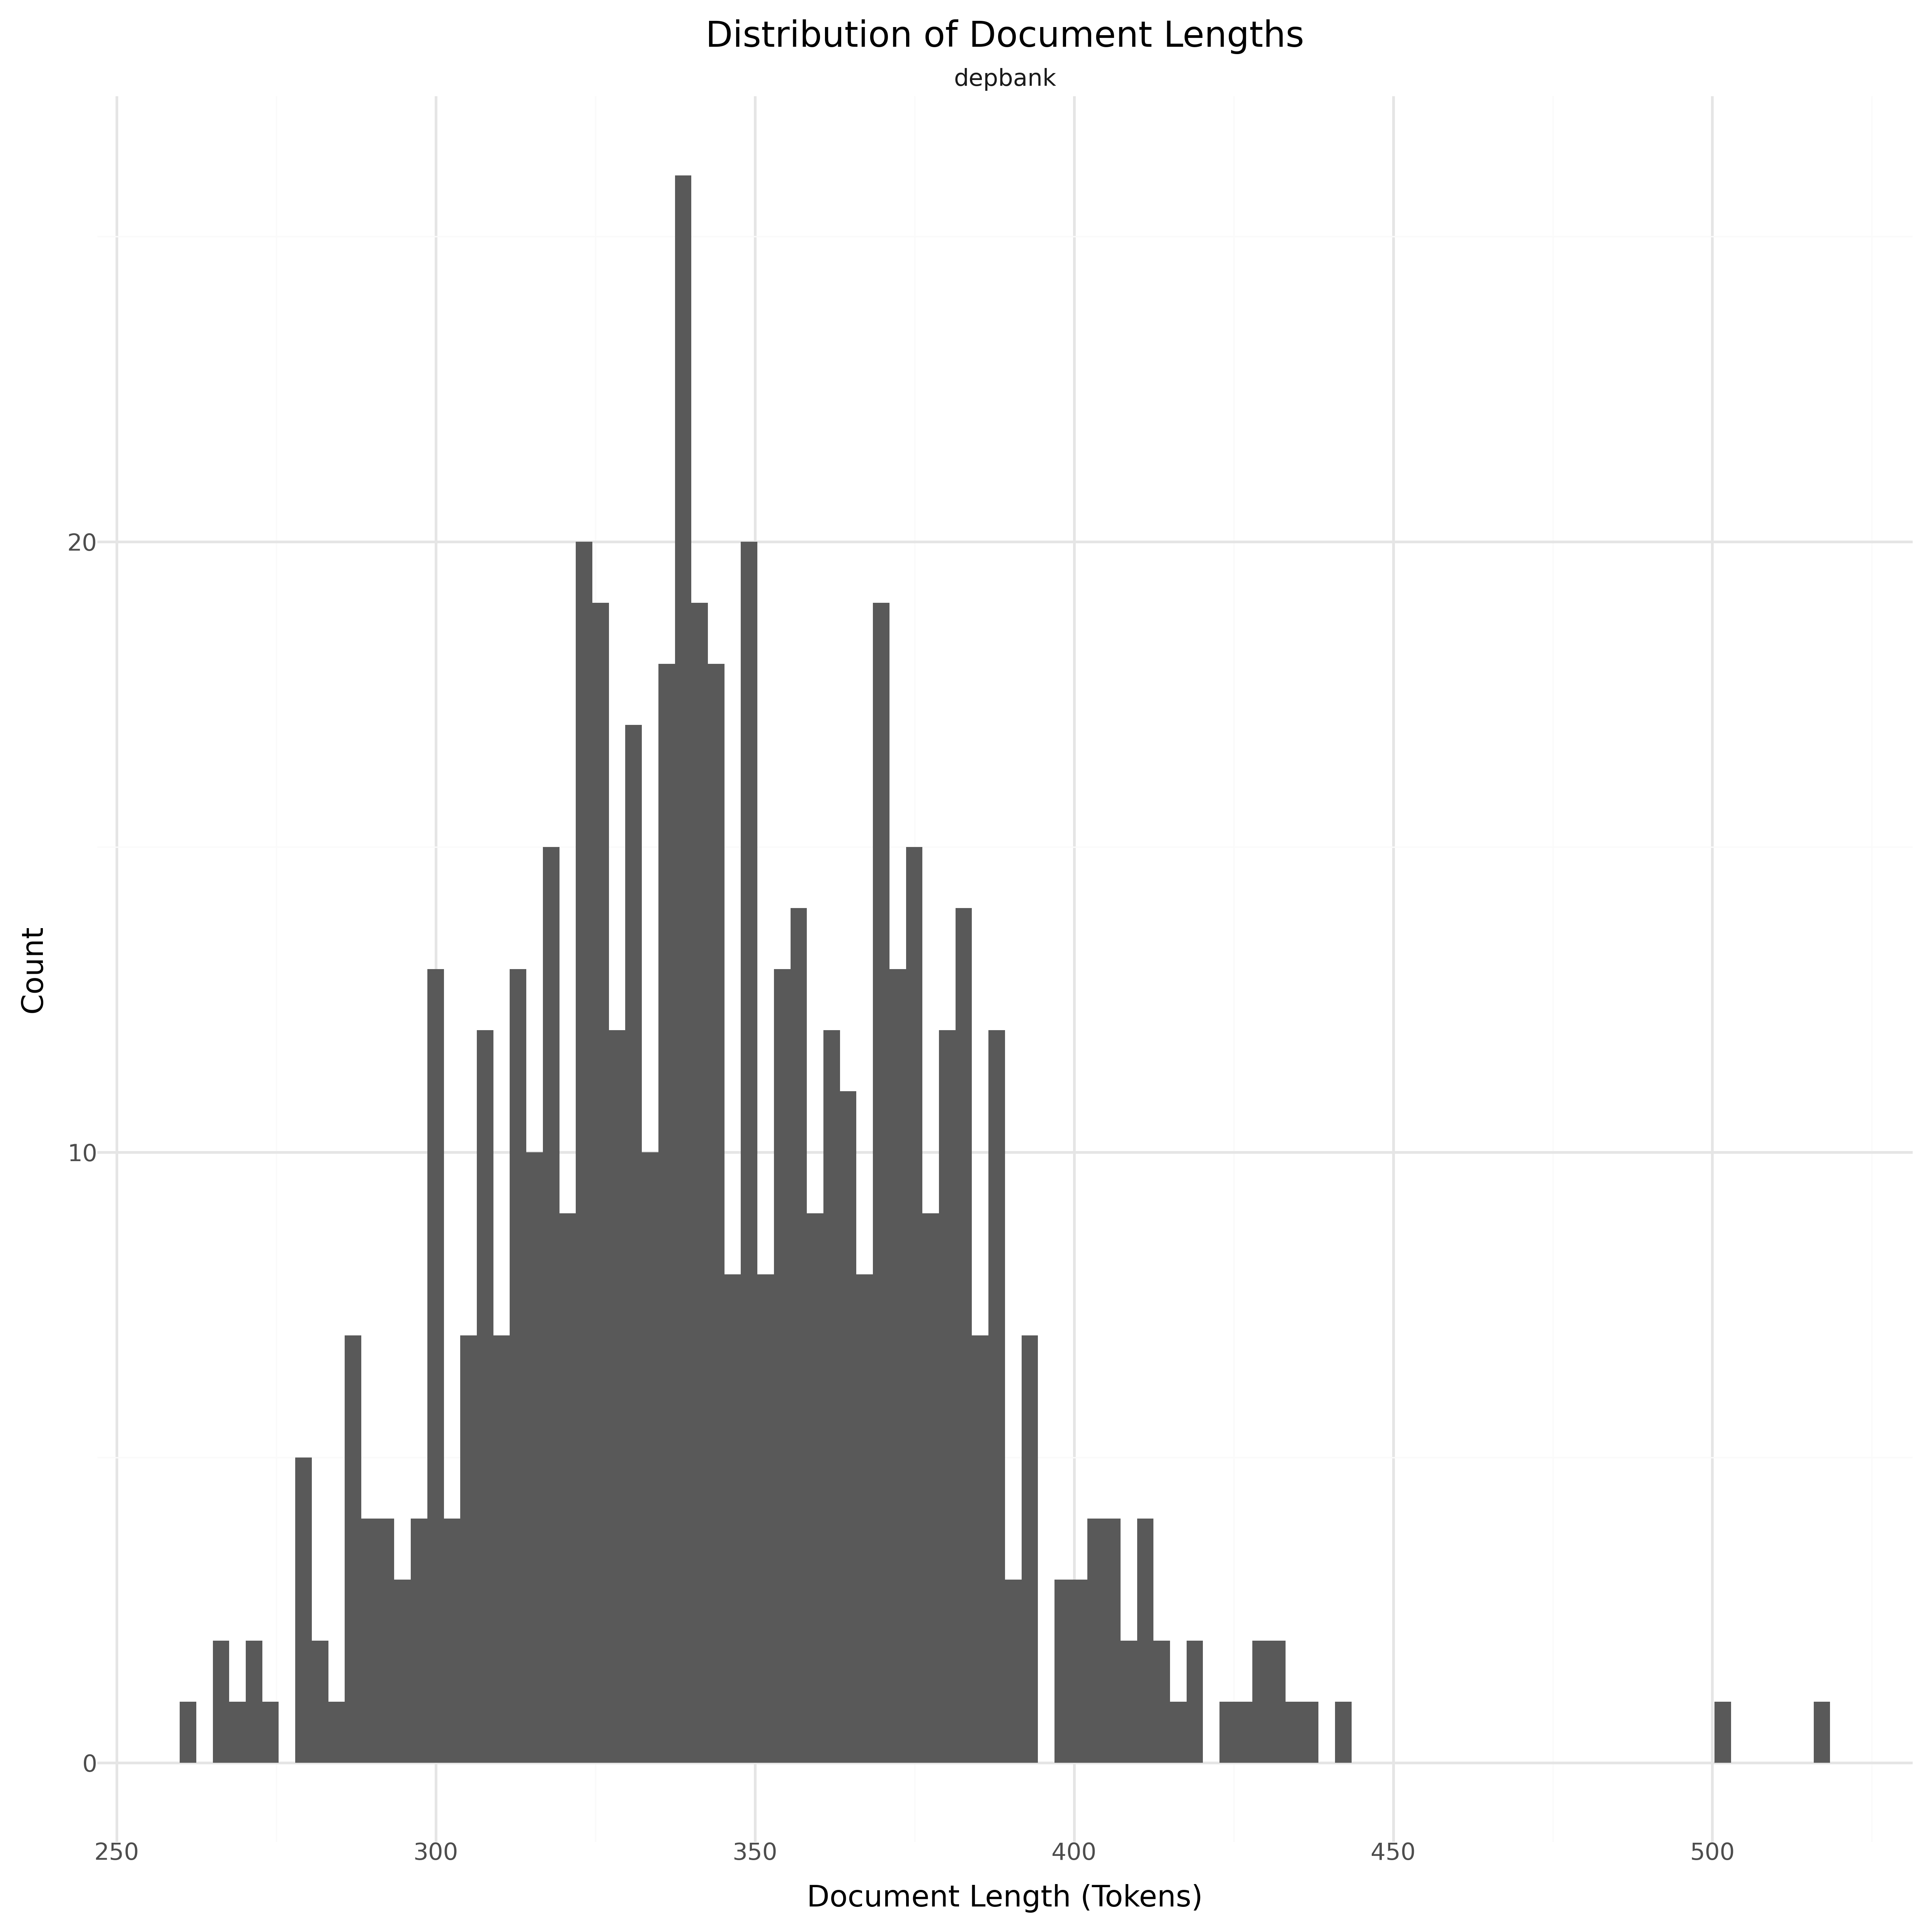 Distribution of Document Lengths
depbank
Count
20
10
0
250 300 350 400 450 500
Document Length (Tokens)